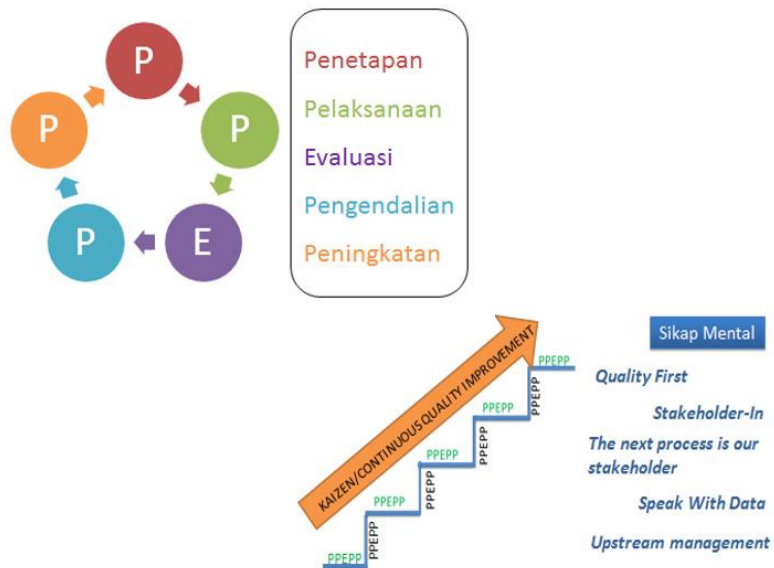 P
P
P
P
E
Penetapan
Pelaksanaan
Evaluasi
Pengendalian
Peningkatan
KAIZEN/CONTINUOUS QUALITY IMPROVEMENT
PPEPP
PPEPP
PPEPP
PPEPP
PPEPP
PPEPP
PPEPP
PPEPP
PPEPP
Sikap Mental
Quality First
Stakeholder-In
The next process is our
stakeholder
Speak With Data
Upstream management